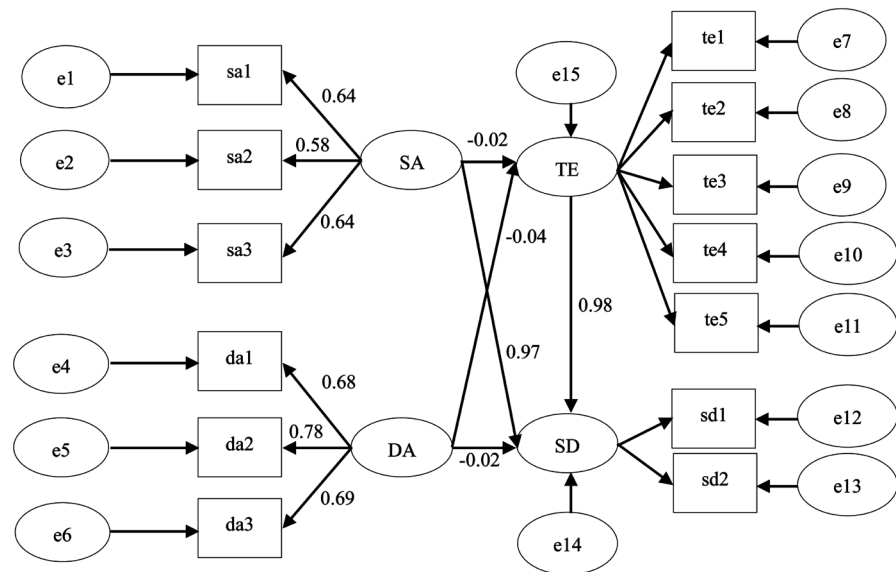 te1
e7
e1
sa1
e15
0.64
te2
e8
e2
sa2
0.58
SA
-0.02
TE
te3
e9
e3
sa3
0.64
-0.04
te4
e10
0.98
te5
e11
e4
da1
0.97
0.68
sd1
e12
e5
da2
0.78
DA
-0.02
SD
sd2
e13
0.69
e6
da3
e14